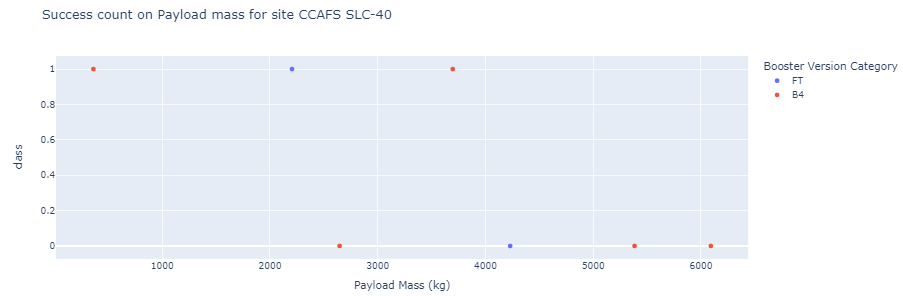 Success count on Payload mass for site CCAFS SLC-40
Booster Version Category
FT
B4
class
1
0.8
0.6
0.4
0.2
0
1000 2000 3000 4000 5000 6000
Payload Mass (kg)